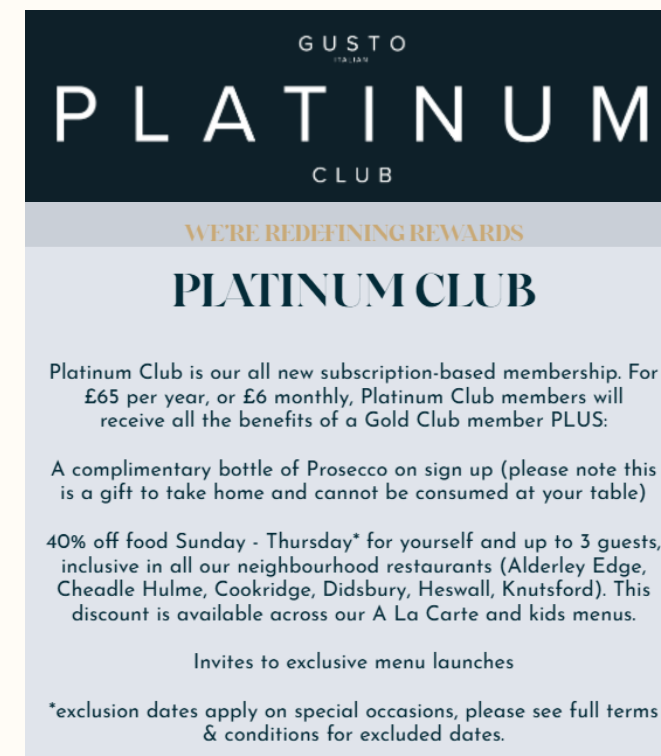 GUSTO
ITALIAN
PLATINUM
CLUB
WE'RE REDEFINING REWARDS
PLATINUM CLUB
Platinum Club is our all new subscription-based membership. For
£65 per year, or £6 monthly, Platinum Club members will
receive all the benefits of a Gold Club member PLUS:
A complimentary bottle of Prosecco on sign up (please note this
is a gift to take home and cannot be consumed at your table)
40% off food Sunday - Thursday* for yourself and up to 3 guests,
inclusive in all our neighbourhood restaurants (Alderley Edge,
Cheadle Hulme, Cookridge, Didsbury, Heswall, Knutsford). This
discount is available across our A La Carte and kids menus.
Invites to exclusive menu launches
*exclusion dates apply on special occasions, please see full terms
& conditions for excluded dates.